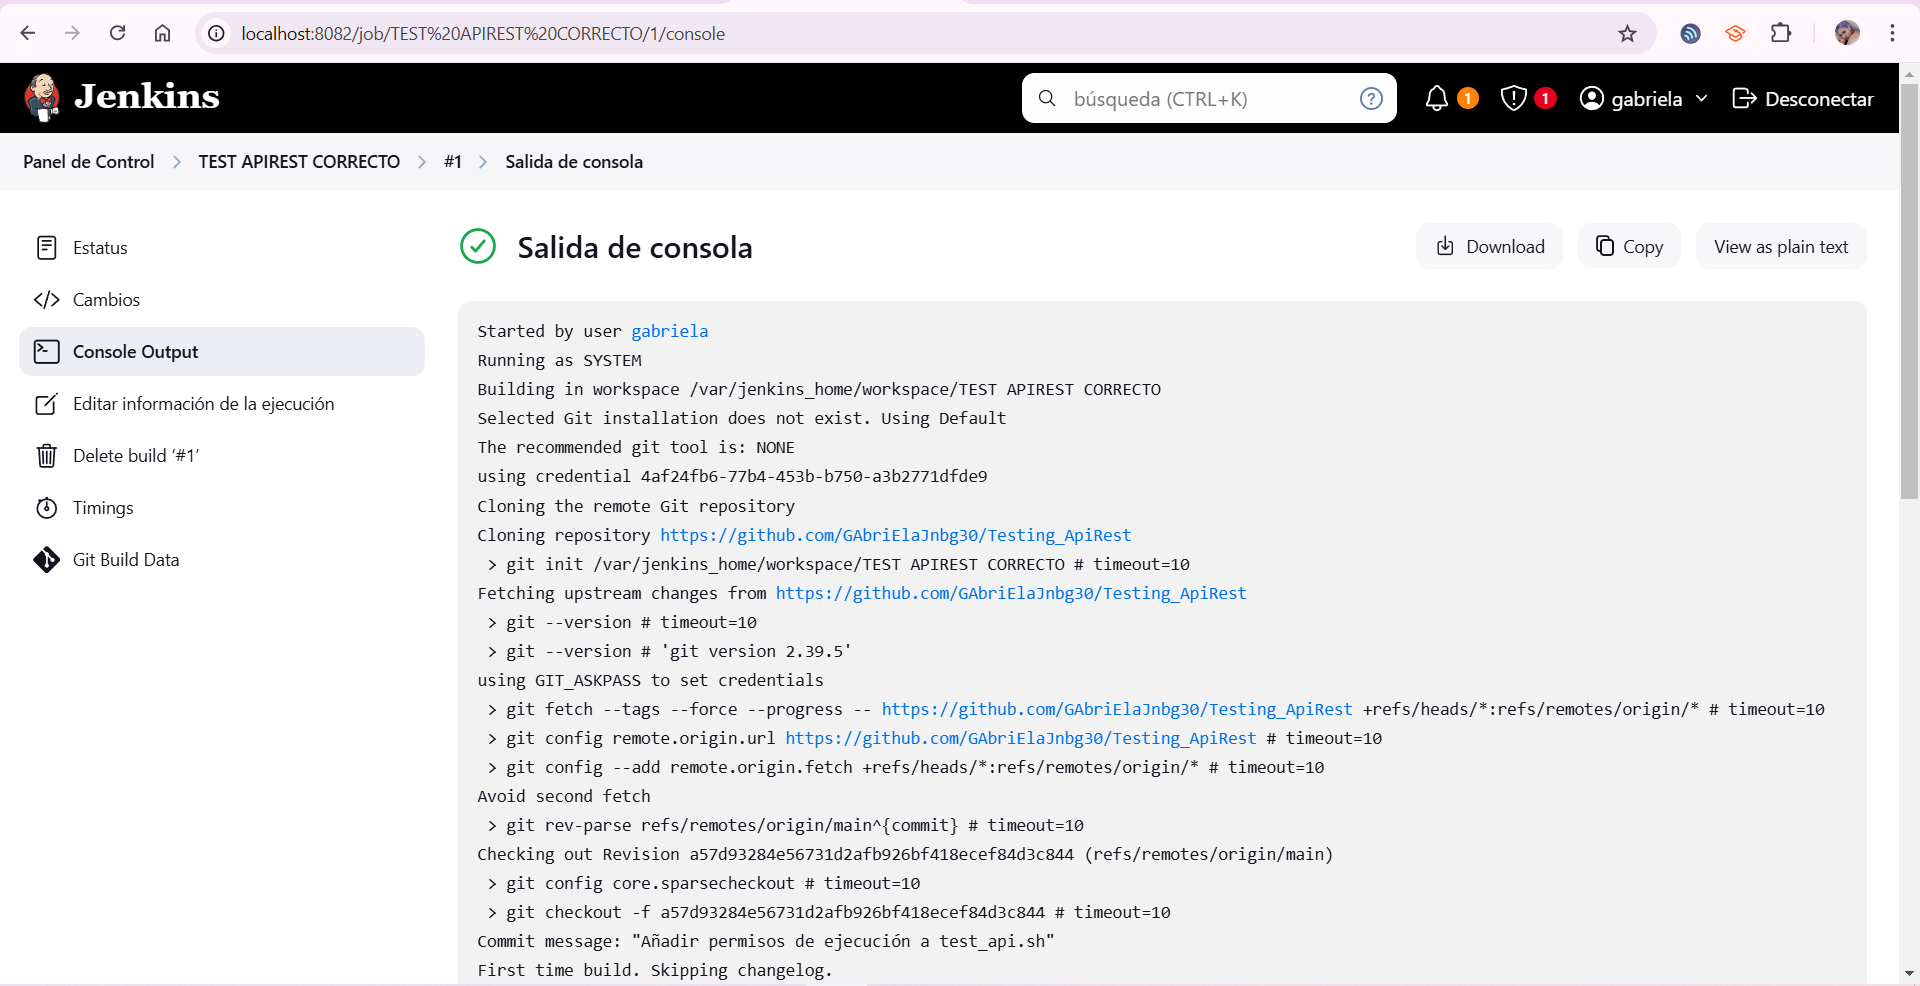 localhost:8082/job/TEST%20APIREST%20CORRECTO/1/console
Jenkins
búsqueda (CTRL+K)
?
1
1
gabriela
Desconectar
Panel de Control > TEST APIREST CORRECTO > #1 > Salida de consola
Estatus
Cambios
Console Output
Editar información de la ejecución
Delete build ‘#1’
Timings
Git Build Data
Salida de consola
Download
Copy
View as plain text
Started by user gabriela
Running as SYSTEM
Building in workspace /var/jenkins_home/workspace/TEST APIREST CORRECTO
Selected Git installation does not exist. Using Default
The recommended git tool is: NONE
using credential 4af24fb6-77b4-453b-b750-a3b2771dfde9
Cloning the remote Git repository
Cloning repository https://github.com/GAbriElaJnbg30/Testing_ApiRest
> git init /var/jenkins_home/workspace/TEST APIREST CORRECTO # timeout=10
Fetching upstream changes from https://github.com/GAbriElaJnbg30/Testing_ApiRest
> git --version # timeout=10
> git --version # 'git version 2.39.5'
using GIT_ASKPASS to set credentials
> git fetch --tags --force --progress -- https://github.com/GAbriElaJnbg30/Testing_ApiRest +refs/heads/*:refs/remotes/origin/* # timeout=10
> git config remote.origin.url https://github.com/GAbriElaJnbg30/Testing_ApiRest # timeout=10
> git config --add remote.origin.fetch +refs/heads/*:refs/remotes/origin/* # timeout=10
Avoid second fetch
> git rev-parse refs/remotes/origin/main^{commit} # timeout=10
Checking out Revision a57d93284e56731d2afb926bf418ecef84d3c844 (refs/remotes/origin/main)
> git config core.sparsecheckout # timeout=10
> git checkout -f a57d93284e56731d2afb926bf418ecef84d3c844 # timeout=10
Commit message: "Añadir permisos de ejecución a test_api.sh"
First time build. Skipping changelog.